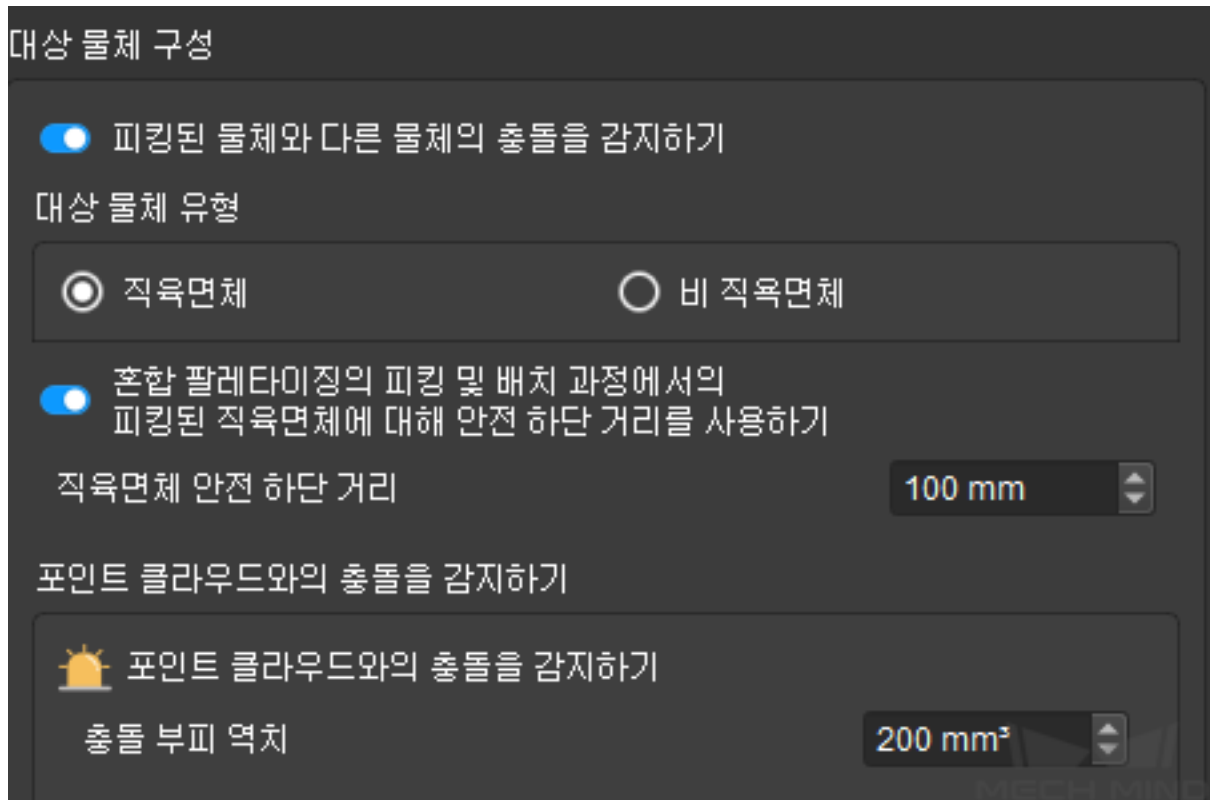 대상 물체 구성
피킹된 물체와 다른 물체의 충돌을 감지하기
대상 물체 유형
직육면체
비 직욕면체
혼합 팔레타이징의 피킹 및 배치 과정에서의
피킹된 직육면체에 대해 안전 하단 거리를 사용하기
직육면체 안전 하단 거리
100 mm
포인트 클라우드와의 충돌을 감지하기
포인트 클라우드와의 충돌을 감지하기
충돌 부피 역치
200 mm³
MECH MIND